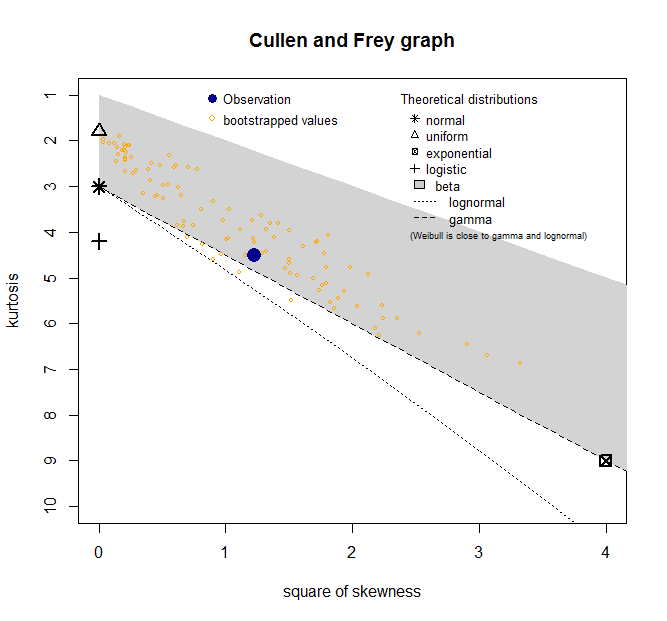 Cullen and Frey graph
Observation
bootstrapped values
Theoretical distributions
normal
uniform
exponential
logistic
beta
lognormal
gamma
(Weibull is close to gamma and lognormal)
kurtosis
1
2
3
4
5
6
7
8
9
10
0 1 2 3 4
square of skewness